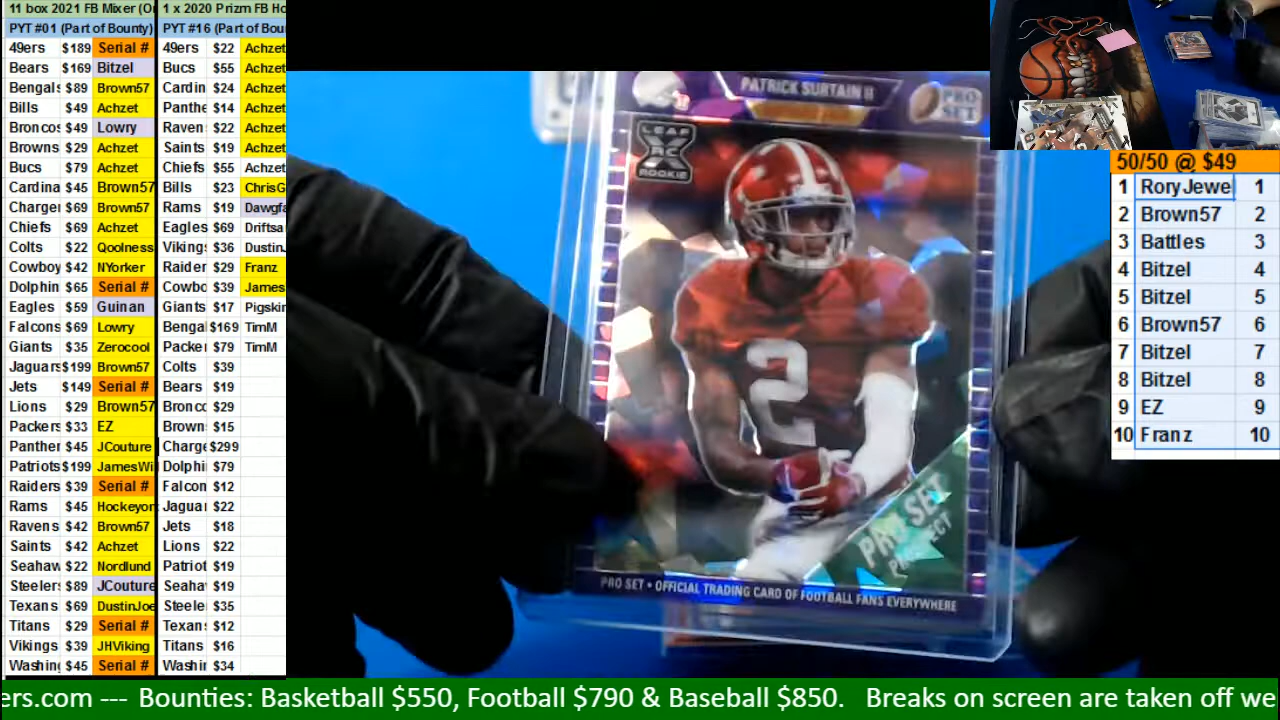 11 box 2021 FB Mixer (O
PYT #01 (Part of Bounty)
49ers $189 Serial #
Bears $169 Bitzel
Bengals $89 Brown57
Bills $49 Achzet
Broncos $49 Lowry
Browns $29 Achzet
Bucs $79 Achzet
Cardina $45 Brown57
Charger $69 Brown57
Chiefs $69 Achzet
Colts $22 Qoolness
Cowboy $42 NYorker
Dolphin $65 Serial #
Eagles $59 Guinan
Falcons $69 Lowry
Giants $35 Zerocool
Jaguars $199 Brown57
Jets $149 Serial #
Lions $29 Brown57
Packers $33 EZ
Panther $45 JCouture
Patriots $199 JamesWi
Raiders $39 Serial #
Rams $45 Hockeyon
Ravens $42 Brown57
Saints $42 Achzet
Seahaw $22 Nordlund
Steelers $89 JCouture
Texans $69 DustinJoe
Titans $29 Serial #
Vikings $39 JHViking
Washing $45 Serial #
1 x 2020 Prizm FB Ho
PYT #16 (Part of Boun
49ers $22 Achzet
Bucs $55 Achzet
Cardin $24 Achzet
Panthe $14 Achzet
Raven $22 Achzet
Saints $19 Achzet
Chiefs $55 Achzet
Bills $23 ChrisG
Rams $19 Dawgfa
Eagles $69 Driftsa
Viking $36 DustinJ
Raider $29 Franz
Cowbo $39 James
Giants $17 Pigskin
Bengal $169 TimM
Packe $79 TimM
Colts $39
Bears $19
Bronco $29
Brown $15
Charge $299
Dolphi $79
Falcon $12
Jaguar $22
Jets $18
Lions $22
Patriot $19
Seaha $19
Steele $35
Texans $12
Titans $16
Washin $34
PATRICK SURTAIN II
PRO SET
LEAF
X
RC
ROOKIE
2
PRO SET
PROSPECT
PRO SET • OFFICIAL TRADING CARD OF FOOTBALL FANS EVERYWHERE
50/50 @ $49
1 RoryJewel 1
2 Brown57 2
3 Battles 3
4 Bitzel 4
5 Bitzel 5
6 Brown57 6
7 Bitzel 7
8 Bitzel 8
9 EZ 9
10 Franz 10
ers.com --- Bounties: Basketball $550, Football $790 & Baseball $850. Breaks on screen are taken off we